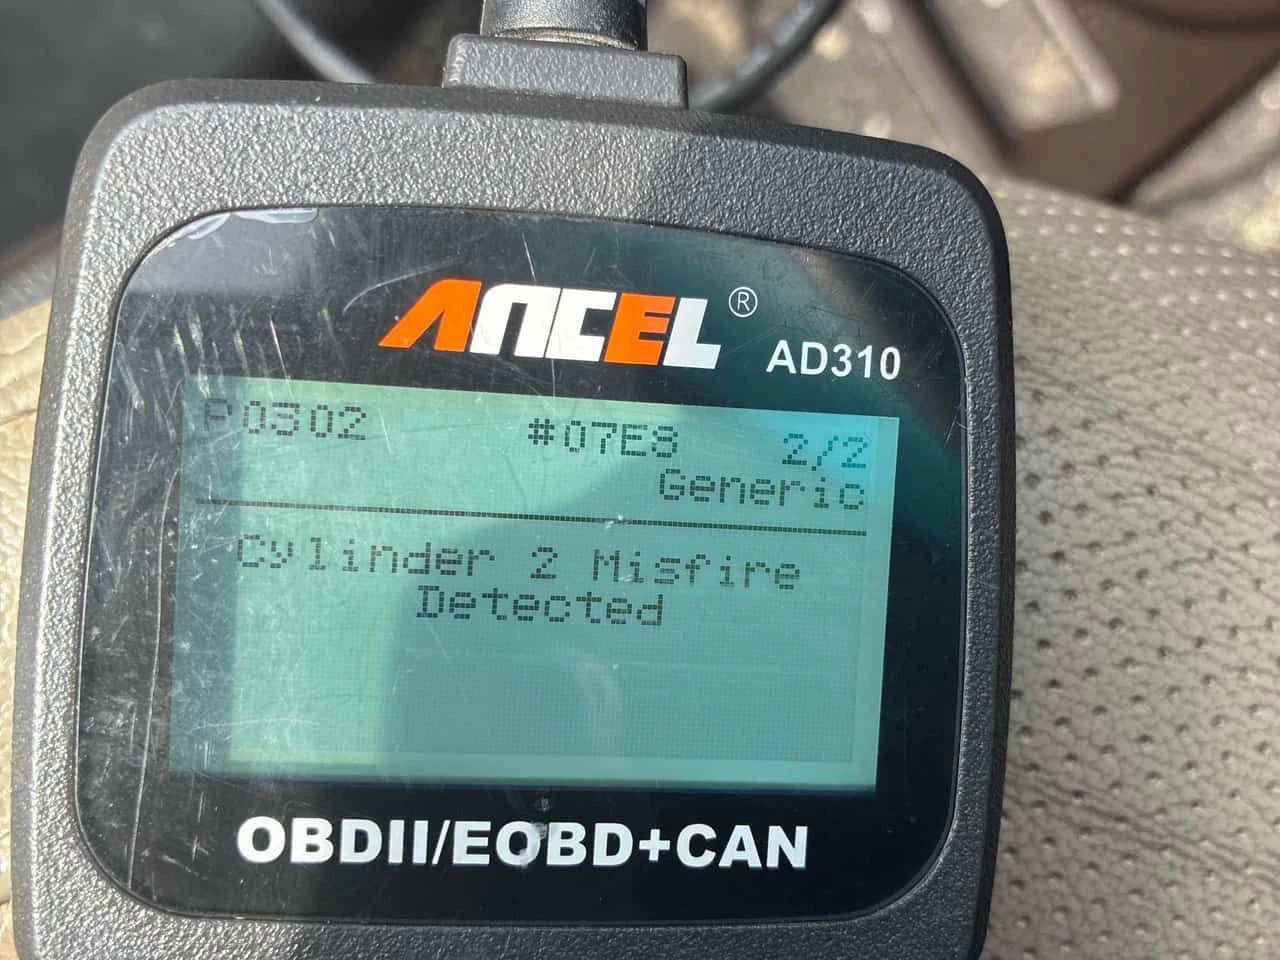 ANCEL® AD310
P0302 #07E8 2/2
Generic
Cylinder 2 Misfire
Detected
OBDII/EOBD+CAN